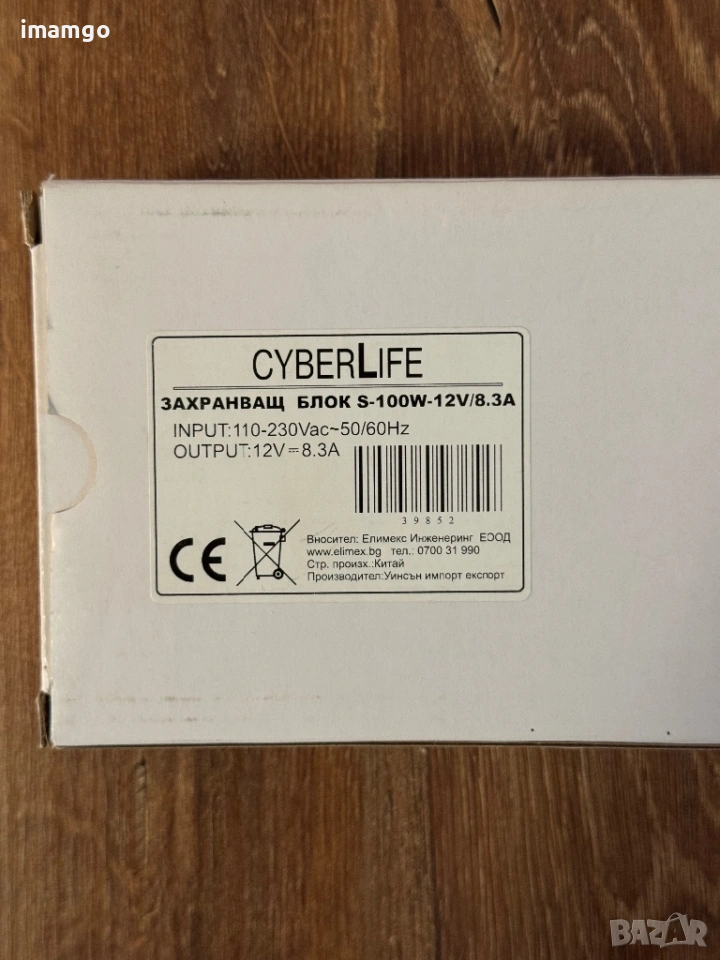 imamgo
CYBERLIFE
ЗАХРАНВАЩ БЛОК S-100W-12V/8.3A
INPUT:110-230Vac~50/60Hz
OUTPUT:12V=8.3A
39852
Вносител: Елимекс Инженеринг ЕООД
www.elimex.bg тел.: 0700 31 990
Стр. произх.:Китай
Производител:Уинсън импорт експорт
CE
BAZAR